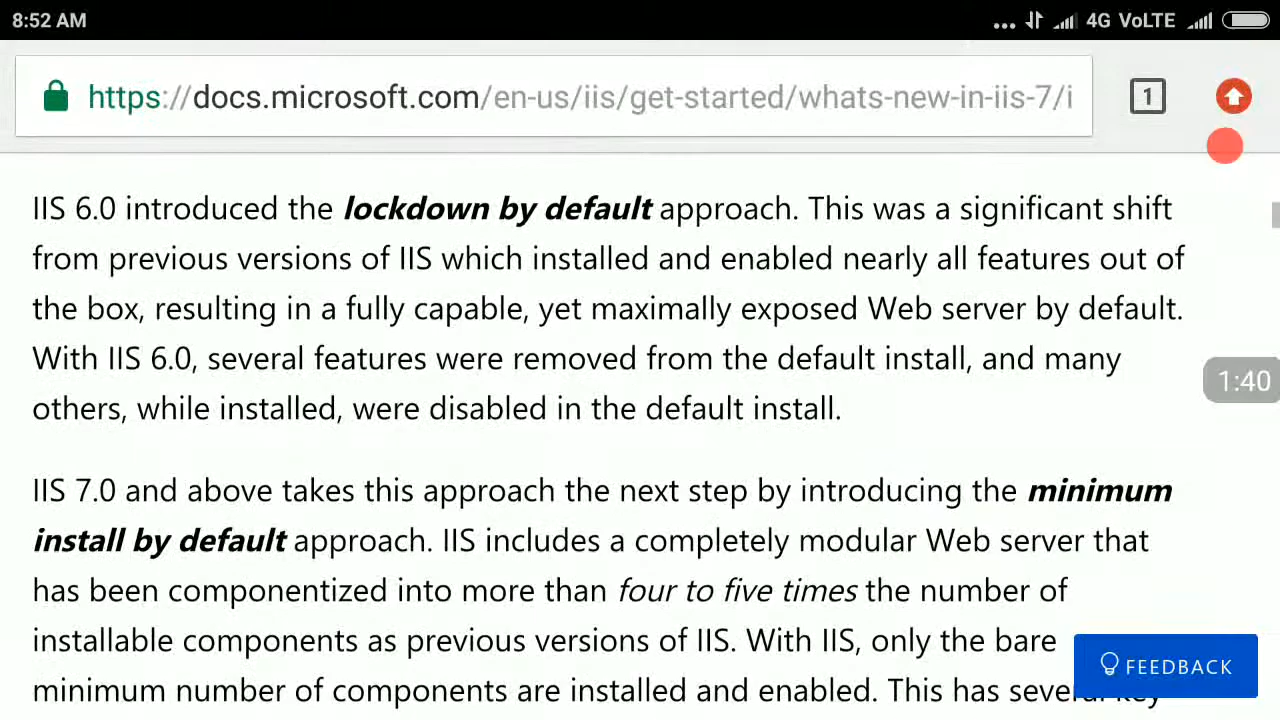 8:52 AM
... 4G VoLTE
https://docs.microsoft.com/en-us/iis/get-started/whats-new-in-iis-7/i
1
IIS 6.0 introduced the lockdown by default approach. This was a significant shift
from previous versions of IIS which installed and enabled nearly all features out of
the box, resulting in a fully capable, yet maximally exposed Web server by default.
With IIS 6.0, several features were removed from the default install, and many
others, while installed, were disabled in the default install.
1:40
IIS 7.0 and above takes this approach the next step by introducing the minimum
install by default approach. IIS includes a completely modular Web server that
has been componentized into more than four to five times the number of
installable components as previous versions of IIS. With IIS, only the bare
FEEDBACK
minimum number of components are installed and enabled. This has several key